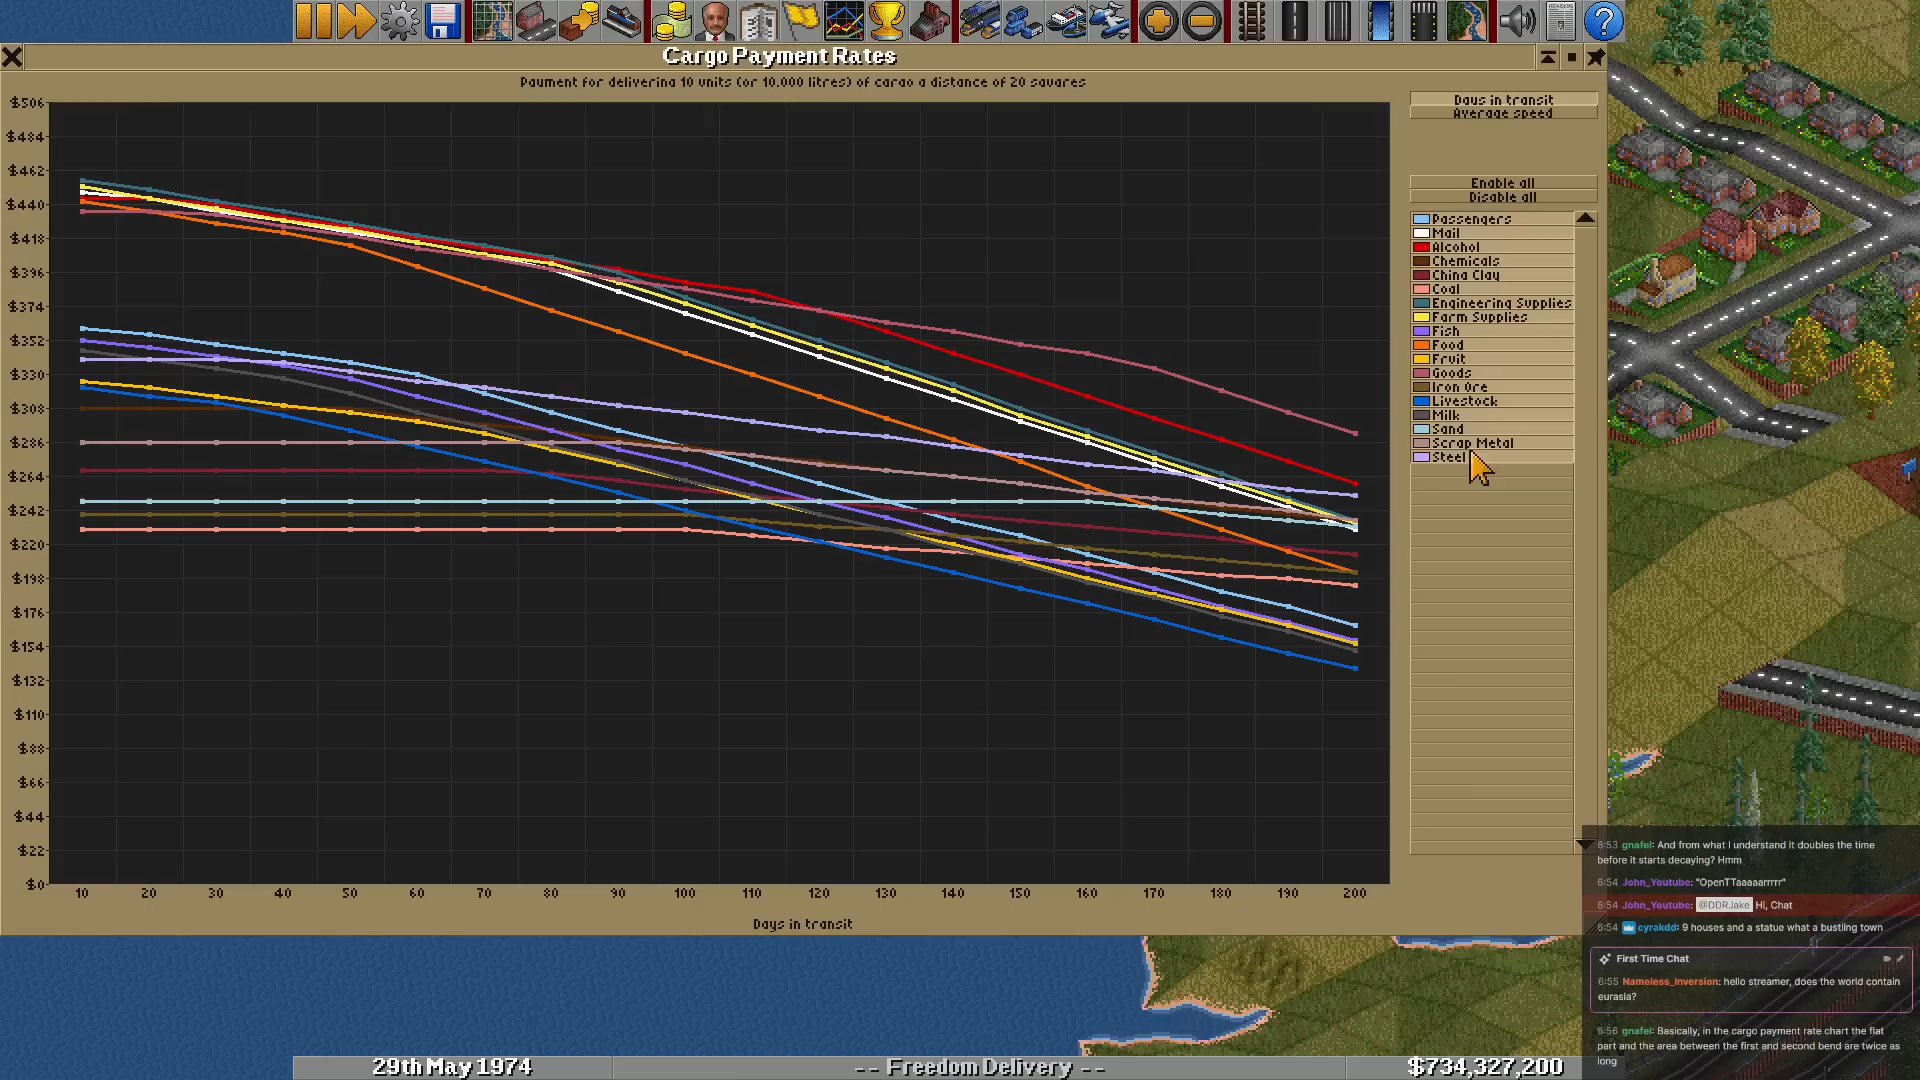 Cargo Payment Rates
Payment for delivering 10 units (or 10,000 litres) of cargo a distance of 20 squares
$506
$484
$462
$440
$418
$396
$374
$352
$330
$308
$286
$264
$242
$220
$198
$176
$154
$132
$110
$88
$66
$44
$22
$0
10 20 30 40 50 60 70 80 90 100 110 120 130 140 150 160 170 180 190 200
Days in transit
Days in transit
Average speed
Enable all
Disable all
Passengers
Mail
Alcohol
Chemicals
China Clay
Coal
Engineering Supplies
Farm Supplies
Fish
Food
Fruit
Goods
Iron Ore
Livestock
Milk
Sand
Scrap Metal
Steel
6:53 gnafel: And from what I understand it doubles the time
before it starts decaying? Hmm
6:54 John_Youtube: "OpenTTaaaaarrrrr"
6:54 John_Youtube: @DDRJake Hi, Chat
6:54 cyrakdd: 9 houses and a statue what a bustling town
First Time Chat
6:55 Nameless_Inversion: hello streamer, does the world contain
eurasia?
6:56 gnafel: Basically, in the cargo payment rate chart the flat
part and the area between the first and second bend are twice as
long
29th May 1974
-- Freedom Delivery --
$734,327,200